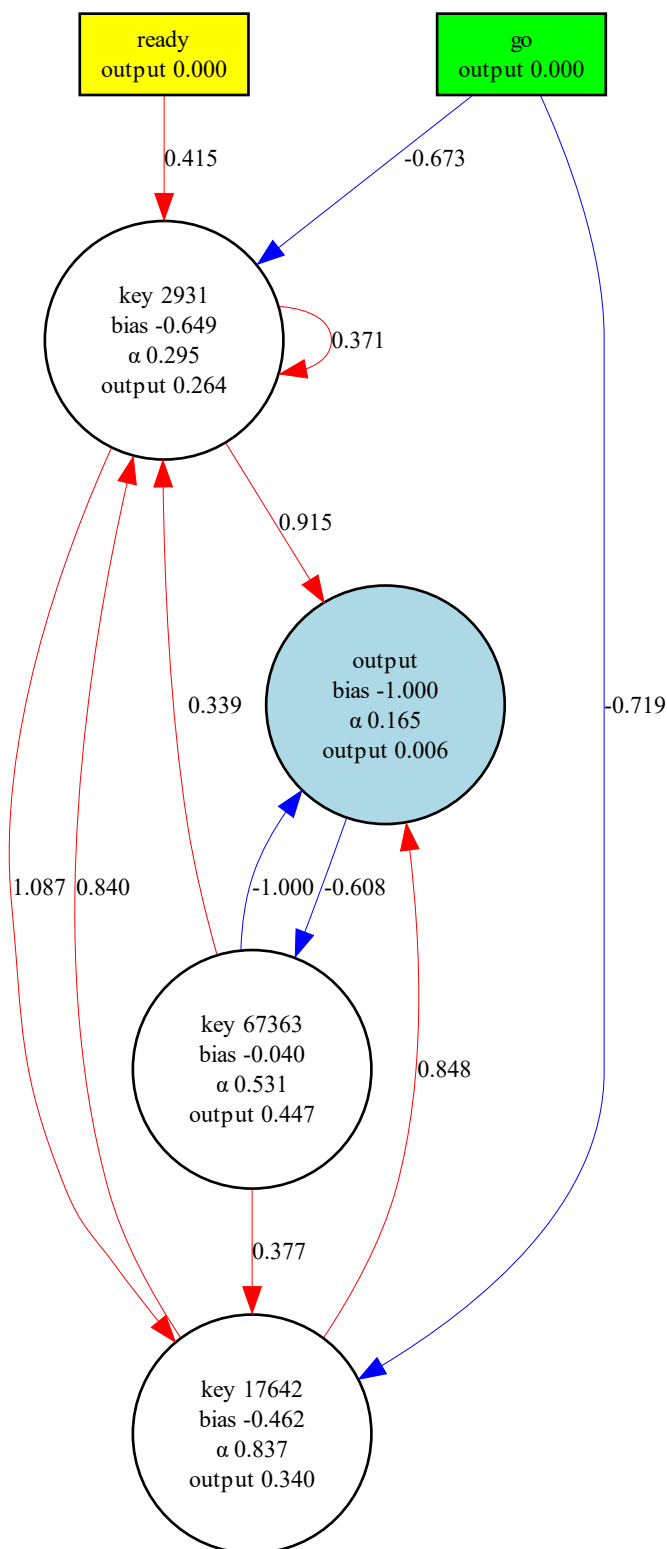 ready
output 0.000
go
output 0.000
0.415
-0.673
key 2931
bias -0.649
α 0.295
output 0.264
0.371
0.915
output
bias -1.000
α 0.165
output 0.006
0.339
-0.719
1.087
0.840
-1.000
-0.608
key 67363
bias -0.040
α 0.531
output 0.447
0.848
0.377
key 17642
bias -0.462
α 0.837
output 0.340